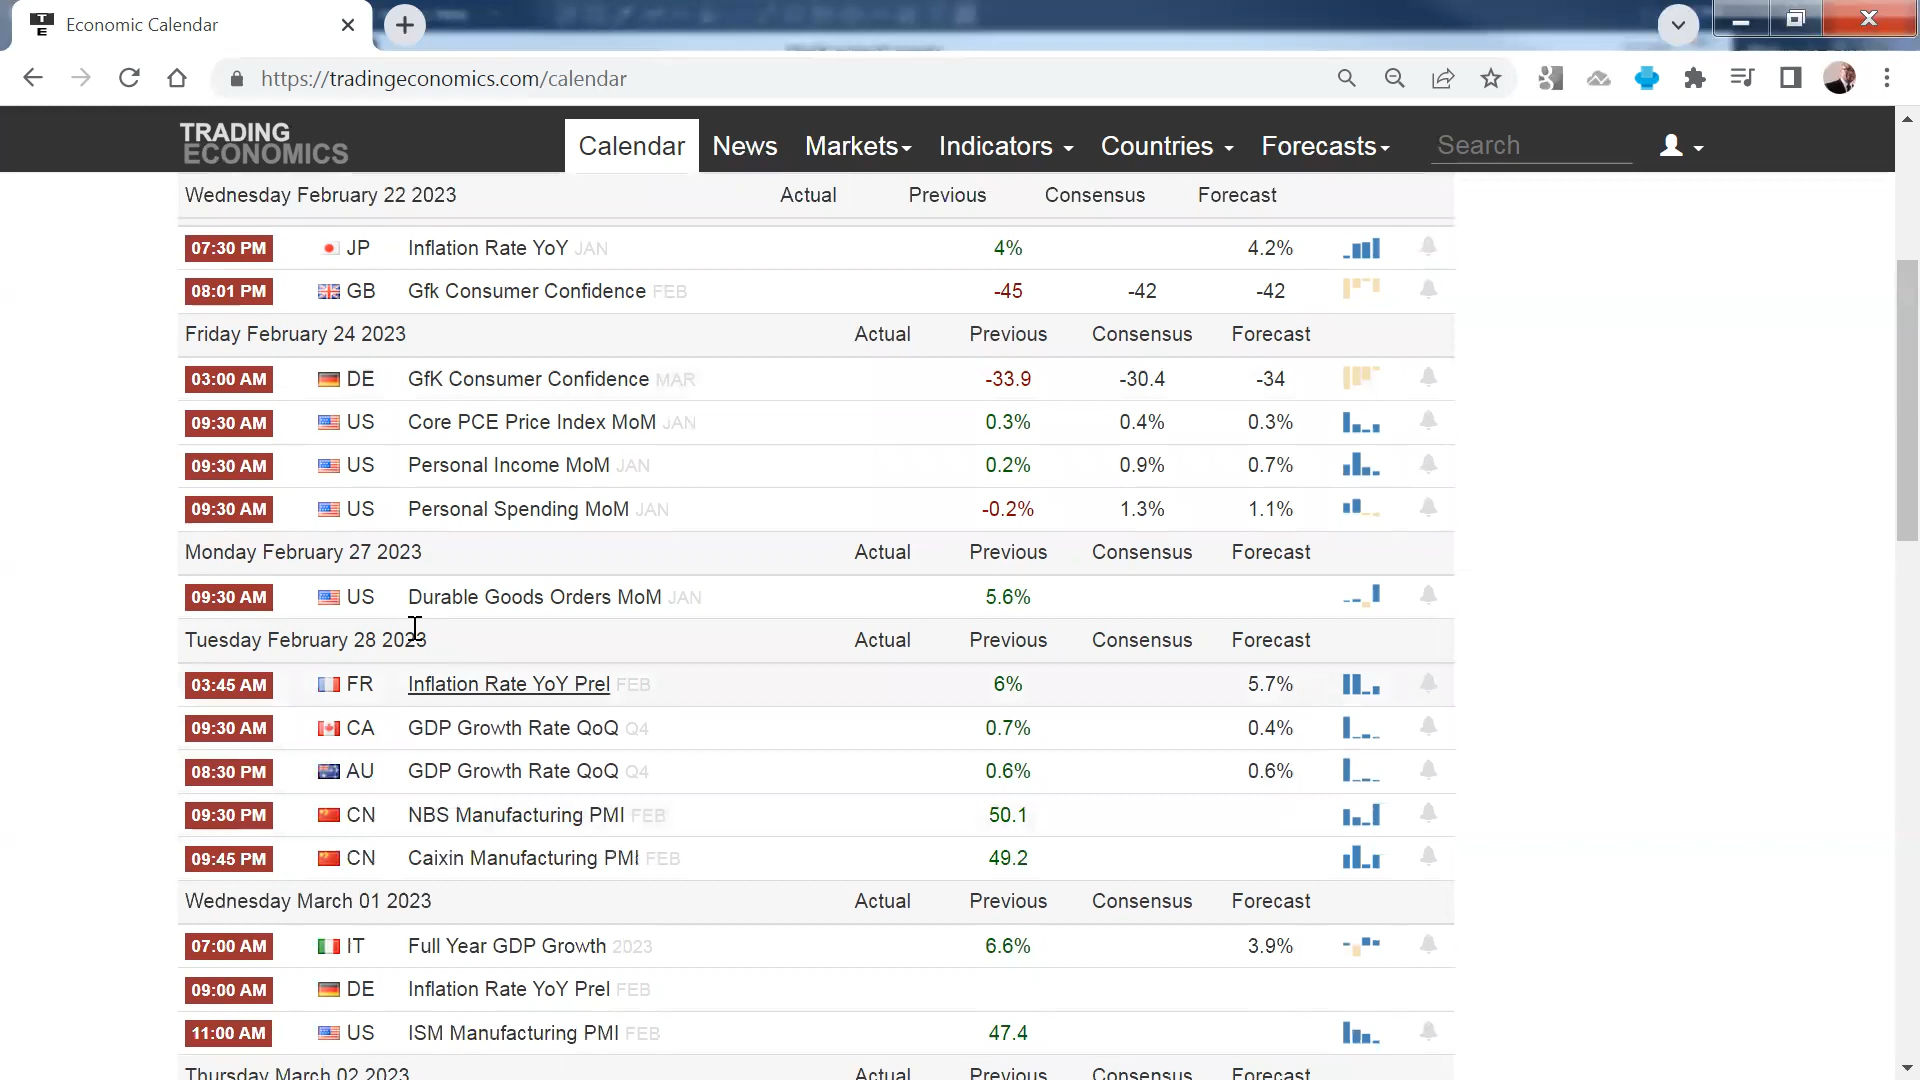 Economic Calendar
https://tradingeconomics.com/calendar
TRADING
ECONOMICS
Calendar News Markets Indicators Countries Forecasts Search
Wednesday February 22 2023 Actual Previous Consensus Forecast
07:30 PM JP Inflation Rate YoY JAN 4% 4.2%
08:01 PM GB Gfk Consumer Confidence FEB -45 -42 -42
Friday February 24 2023 Actual Previous Consensus Forecast
03:00 AM DE GfK Consumer Confidence MAR -33.9 -30.4 -34
09:30 AM US Core PCE Price Index MoM JAN 0.3% 0.4% 0.3%
09:30 AM US Personal Income MoM JAN 0.2% 0.9% 0.7%
09:30 AM US Personal Spending MoM JAN -0.2% 1.3% 1.1%
Monday February 27 2023 Actual Previous Consensus Forecast
09:30 AM US Durable Goods Orders MoM JAN 5.6%
Tuesday February 28 2023 Actual Previous Consensus Forecast
03:45 AM FR Inflation Rate YoY Prel FEB 6% 5.7%
09:30 AM CA GDP Growth Rate QoQ Q4 0.7% 0.4%
08:30 PM AU GDP Growth Rate QoQ Q4 0.6% 0.6%
09:30 PM CN NBS Manufacturing PMI FEB 50.1
09:45 PM CN Caixin Manufacturing PMI FEB 49.2
Wednesday March 01 2023 Actual Previous Consensus Forecast
07:00 AM IT Full Year GDP Growth 2023 6.6% 3.9%
09:00 AM DE Inflation Rate YoY Prel FEB
11:00 AM US ISM Manufacturing PMI FEB 47.4
Thursday March 02 2023 Actual Previous Consensus Forecast